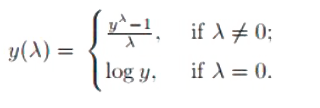 y(λ) = { (y^λ − 1)/λ, if λ ≠ 0;
log y, if λ = 0.